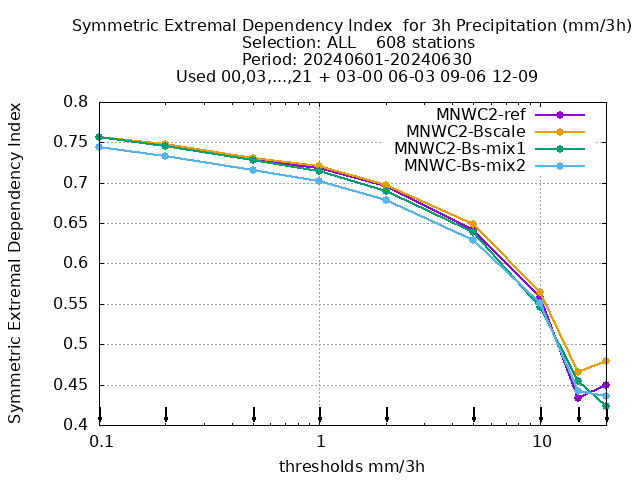 Symmetric Extremal Dependency Index  for 3h Precipitation (mm/3h)
Selection: ALL    608 stations
Period: 20240601-20240630
Used 00,03,...,21 + 03-00 06-03 09-06 12-09
MNWC2-ref
MNWC2-Bscale
MNWC2-Bs-mix1
MNWC-Bs-mix2
Symmetric Extremal Dependency Index
0.8
0.75
0.7
0.65
0.6
0.55
0.5
0.45
0.4
0.1 1 10
thresholds mm/3h